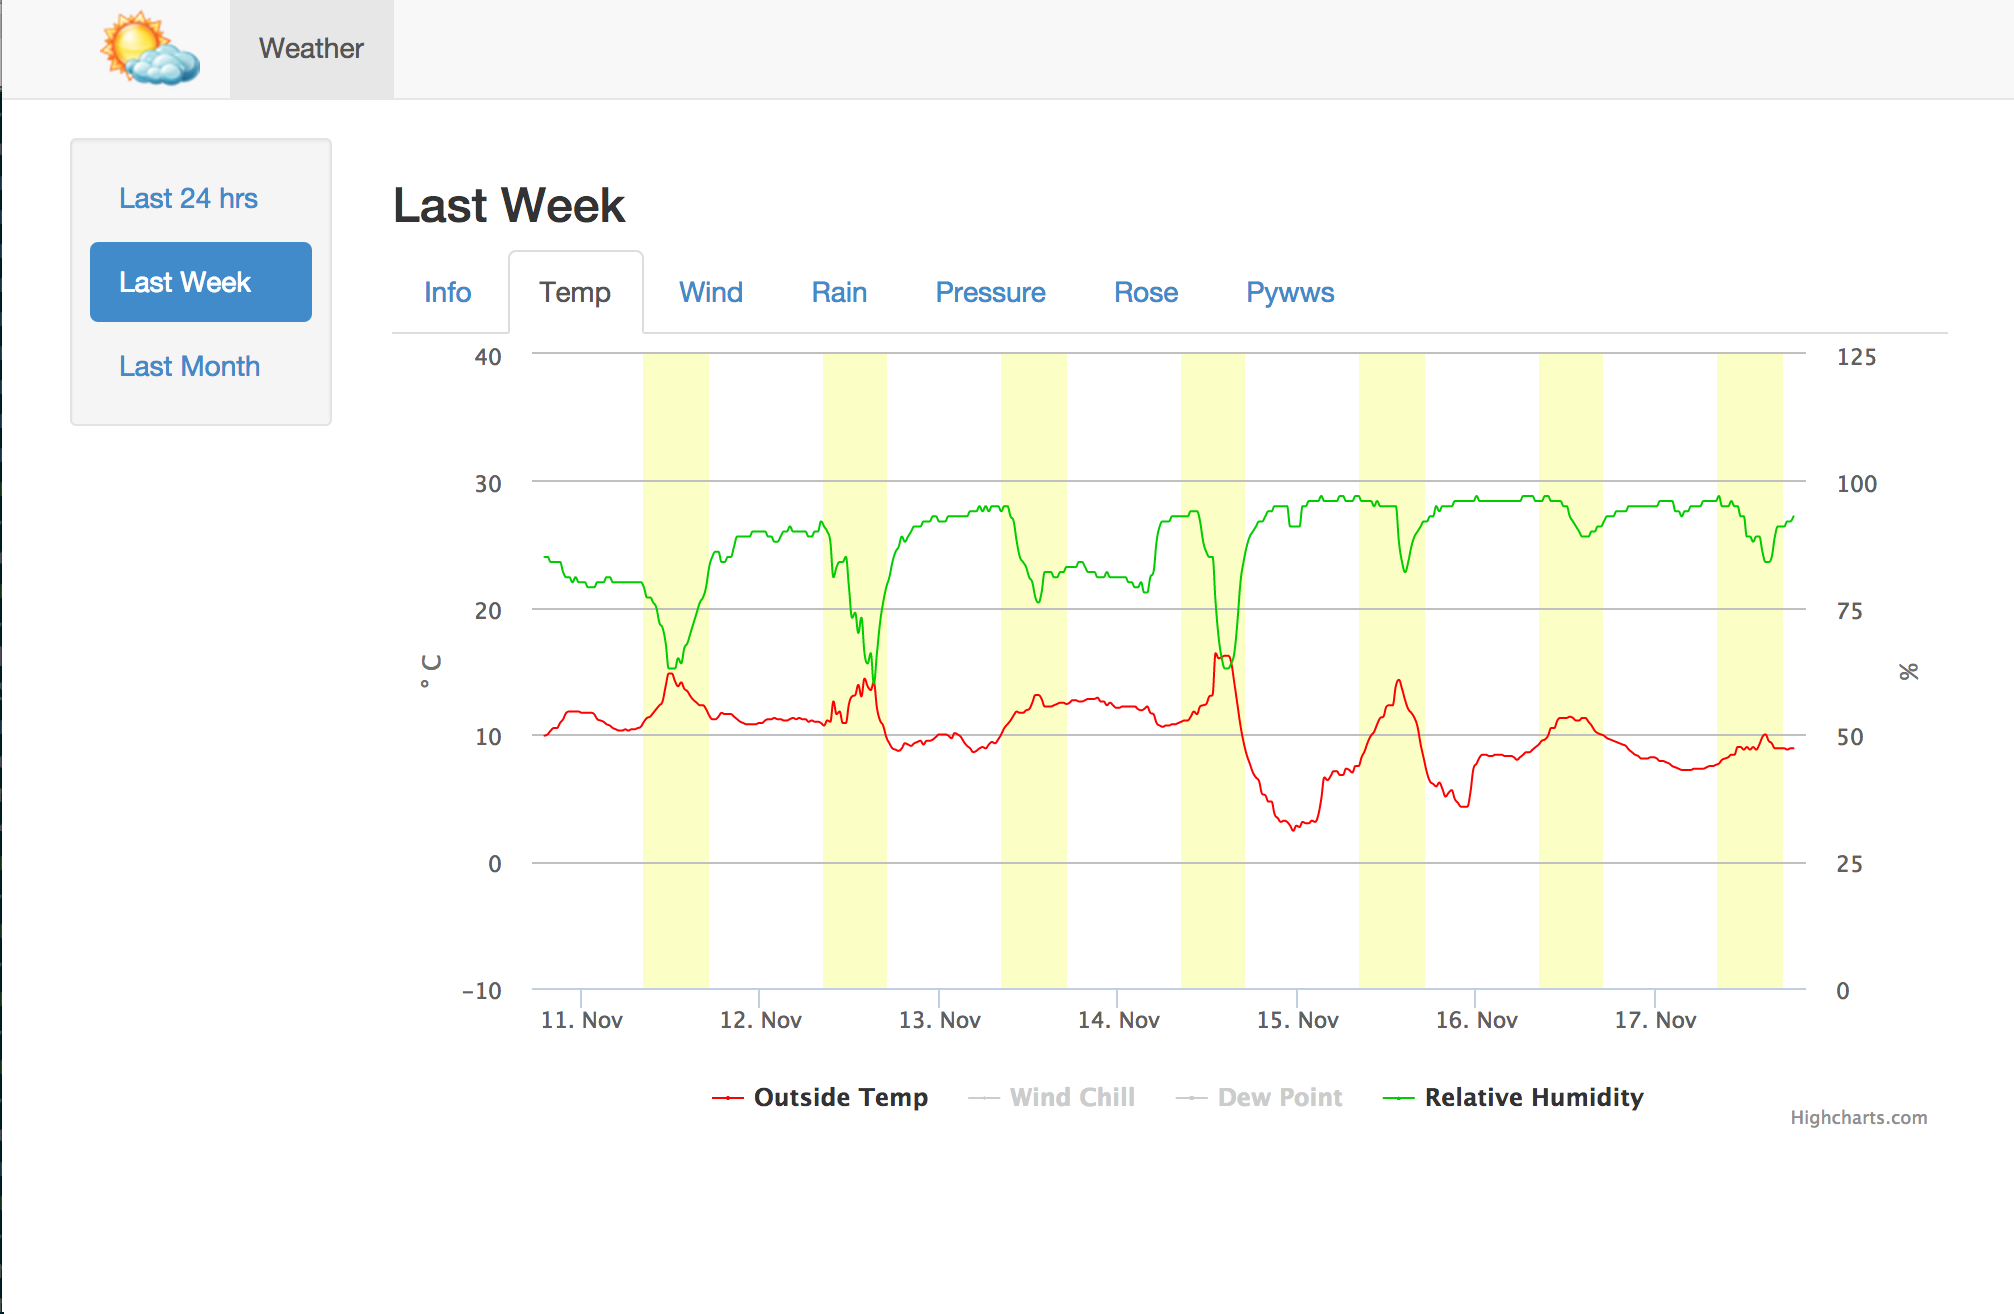 Weather
Last 24 hrs
Last Week
Last Month
Last Week
Info Temp Wind Rain Pressure Rose Pywws
40 125
30 100
20 75
° C %
10 50
0 25
−10 0
11. Nov 12. Nov 13. Nov 14. Nov 15. Nov 16. Nov 17. Nov
Outside Temp Wind Chill Dew Point Relative Humidity
Highcharts.com